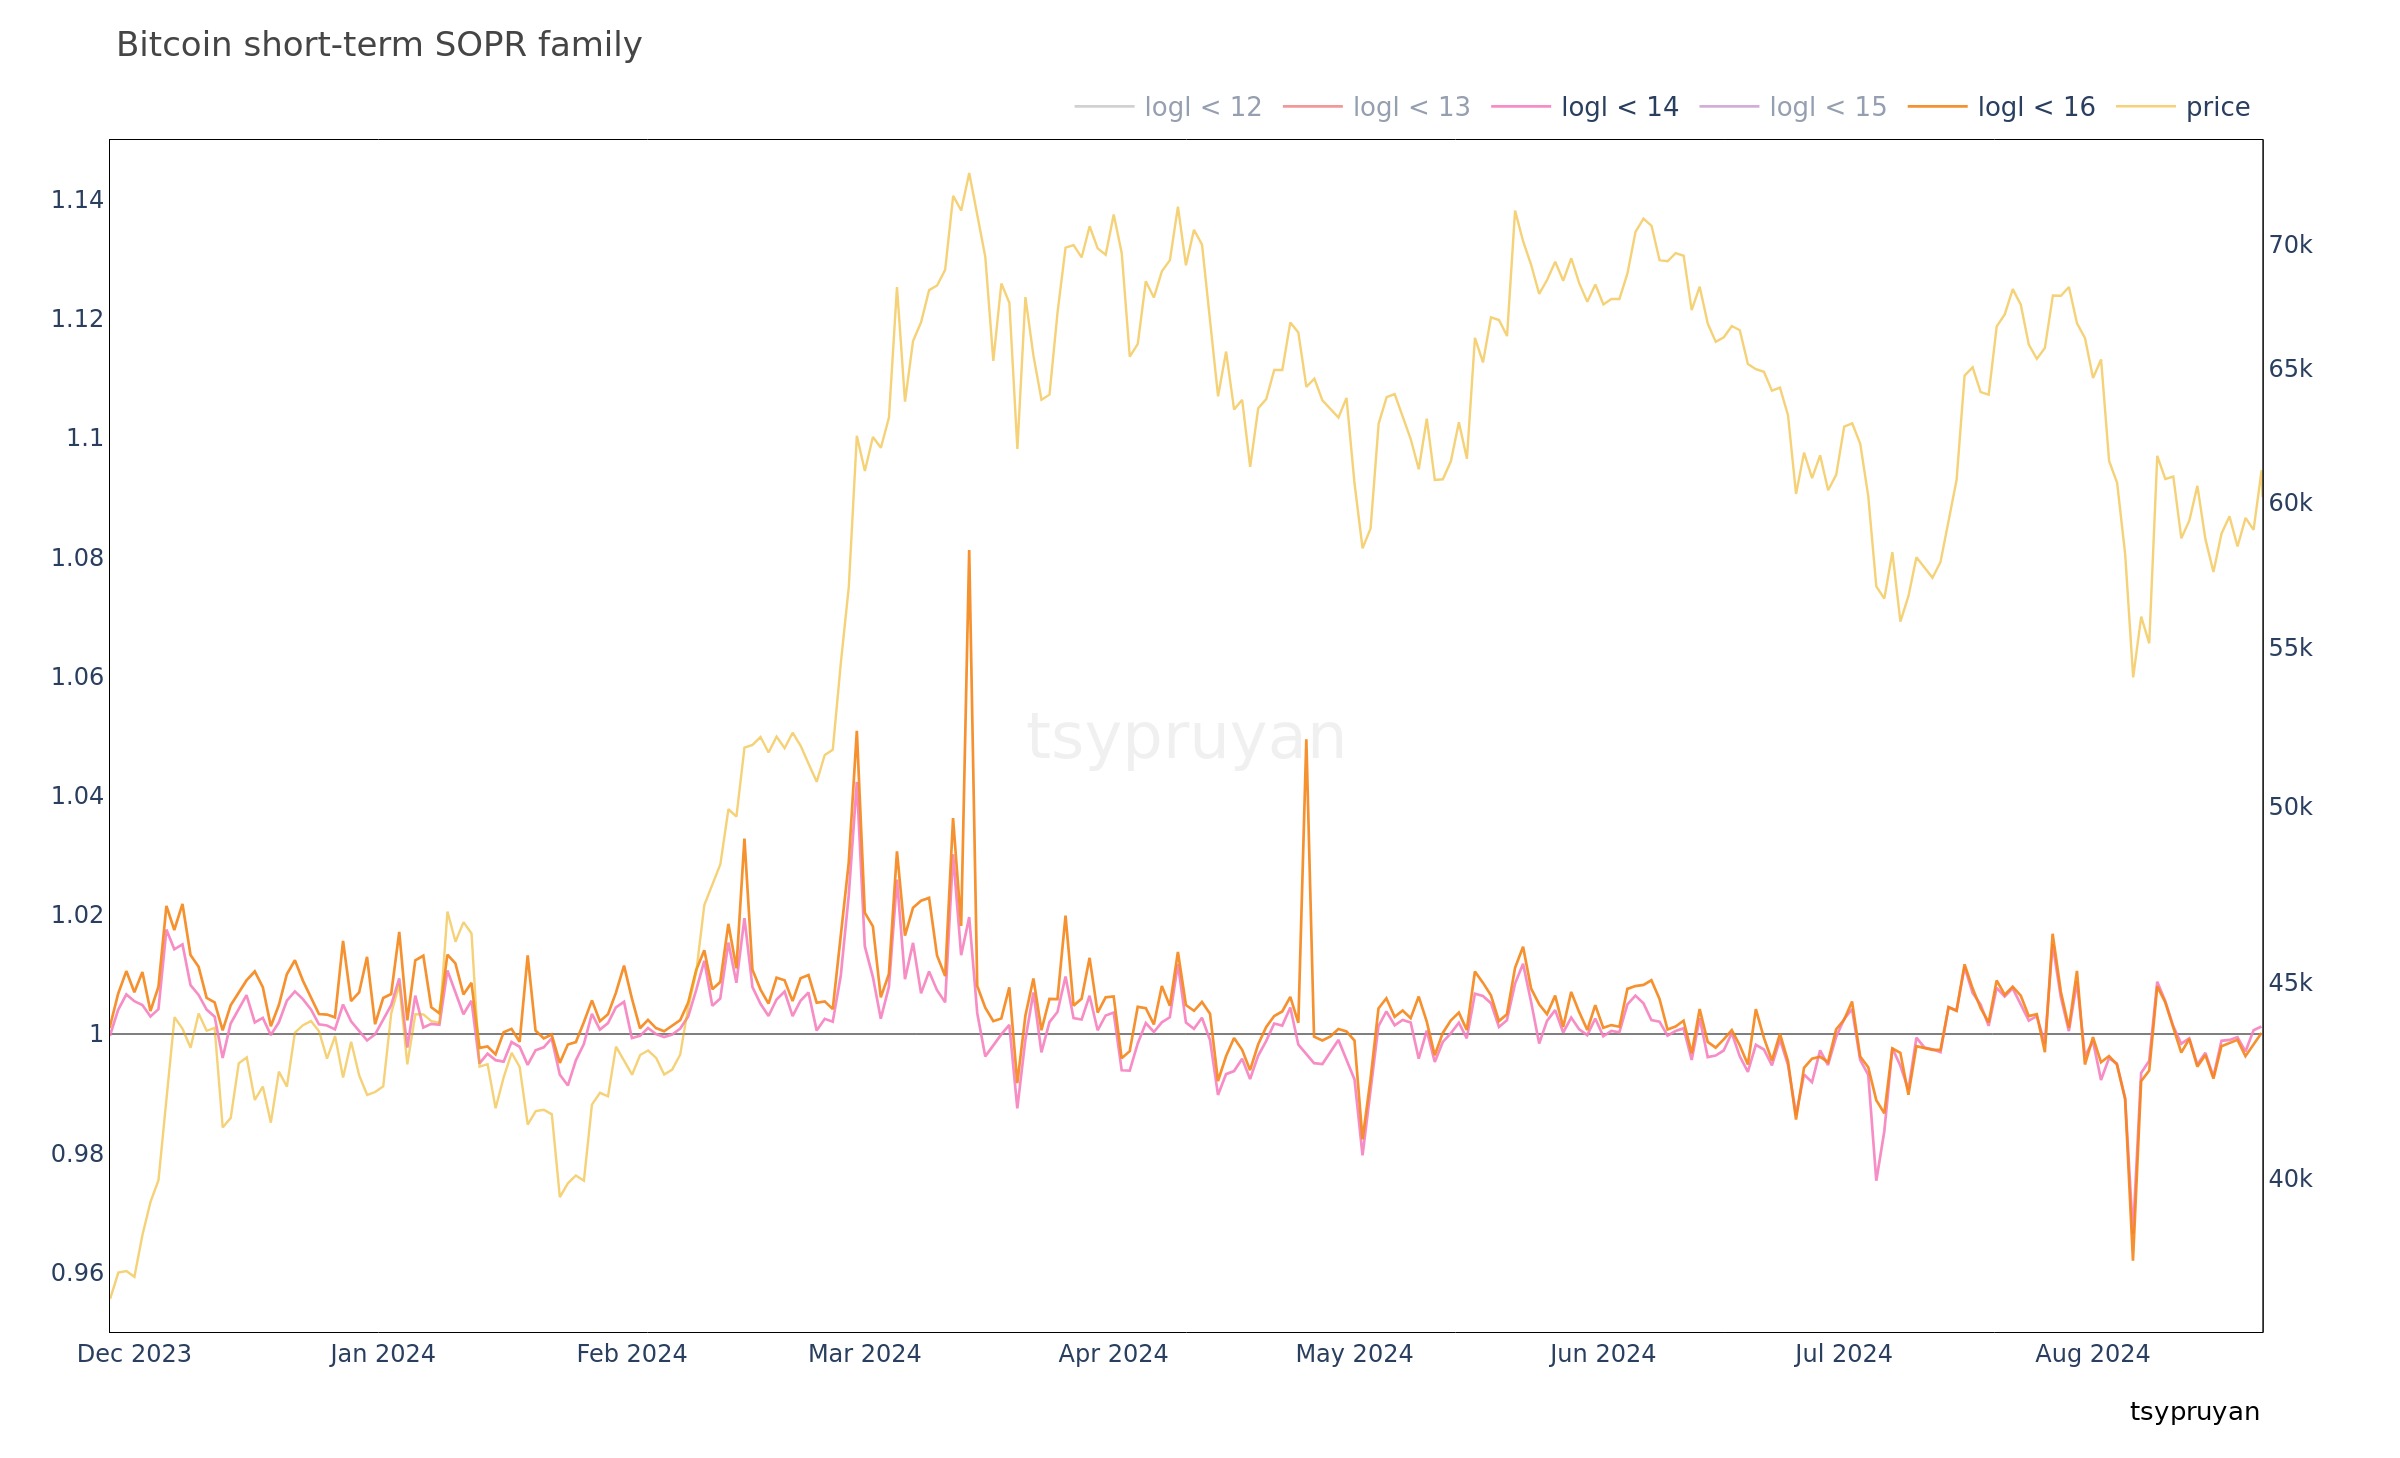 Bitcoin short-term SOPR family
logl < 12 logl < 13 logl < 14 logl < 15 logl < 16 price
1.14
1.12
1.1
1.08
1.06
1.04
1.02
1
0.98
0.96
70k
65k
60k
55k
50k
45k
40k
tsypruyan
Dec 2023 Jan 2024 Feb 2024 Mar 2024 Apr 2024 May 2024 Jun 2024 Jul 2024 Aug 2024
tsypruyan